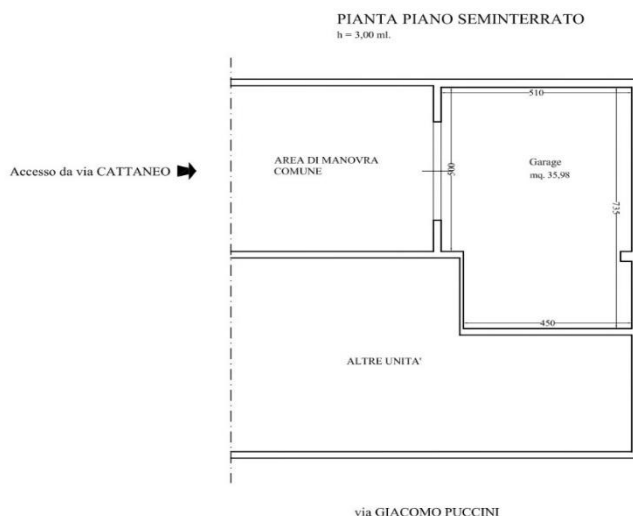 PIANTA PIANO SEMINTERRATO
h = 3,00 ml.
510
Accesso da via CATTANEO
AREA DI MANOVRA
COMUNE
500
Garage
mq. 35,98
735
450
ALTRE UNITA'
via GIACOMO PUCCINI